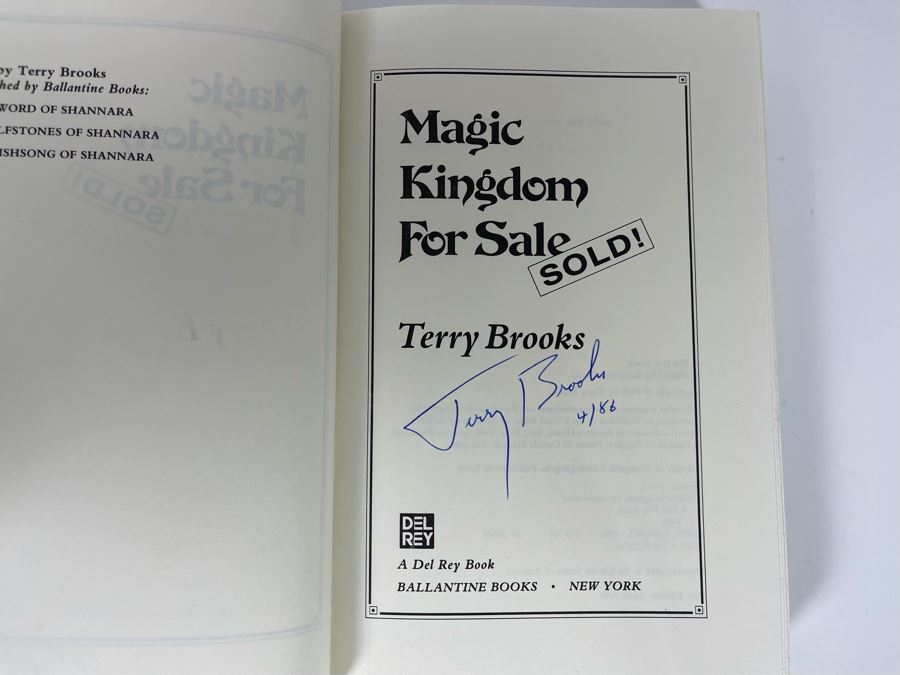 by Terry Brooks
hed by Ballantine Books:
WORD OF SHANNARA
LFSTONES OF SHANNARA
ISHSONG OF SHANNARA
Magic
Kingdom
For Sale
SOLD!
Terry Brooks
Terry Brooks
4/86
DEL
REY
A Del Rey Book
BALLANTINE BOOKS • NEW YORK